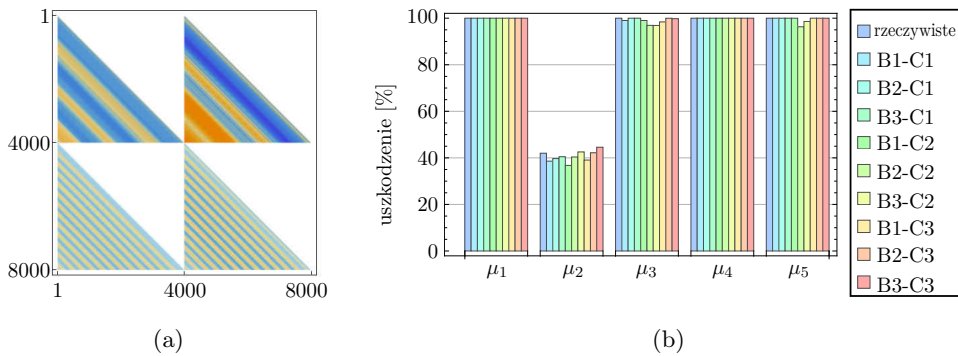 1
4000
8000
1
4000
8000
(a)
uszkodzenie [%]
100
80
60
40
20
0
μ1
μ2
μ3
μ4
μ5
(b)
rzeczywiste
B1-C1
B2-C1
B3-C1
B1-C2
B2-C2
B3-C2
B1-C3
B2-C3
B3-C3